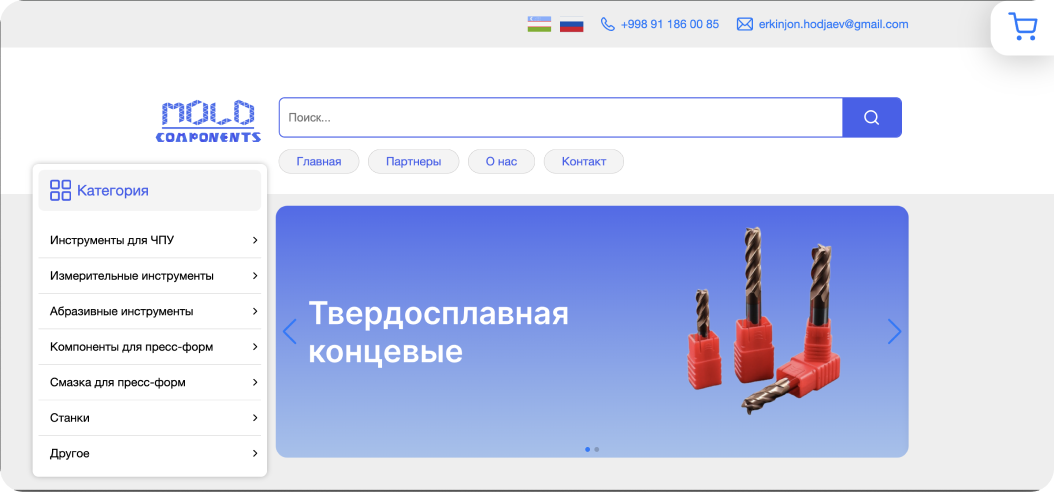 +998 91 186 00 85
erkinjon.hodjaev@gmail.com
MOLD
COMPONENTS
Поиск...
Главная
Партнеры
О нас
Контакт
Категория
Инструменты для ЧПУ
Измерительные инструменты
Абразивные инструменты
Компоненты для пресс-форм
Смазка для пресс-форм
Станки
Другое
Твердосплавная
концевые